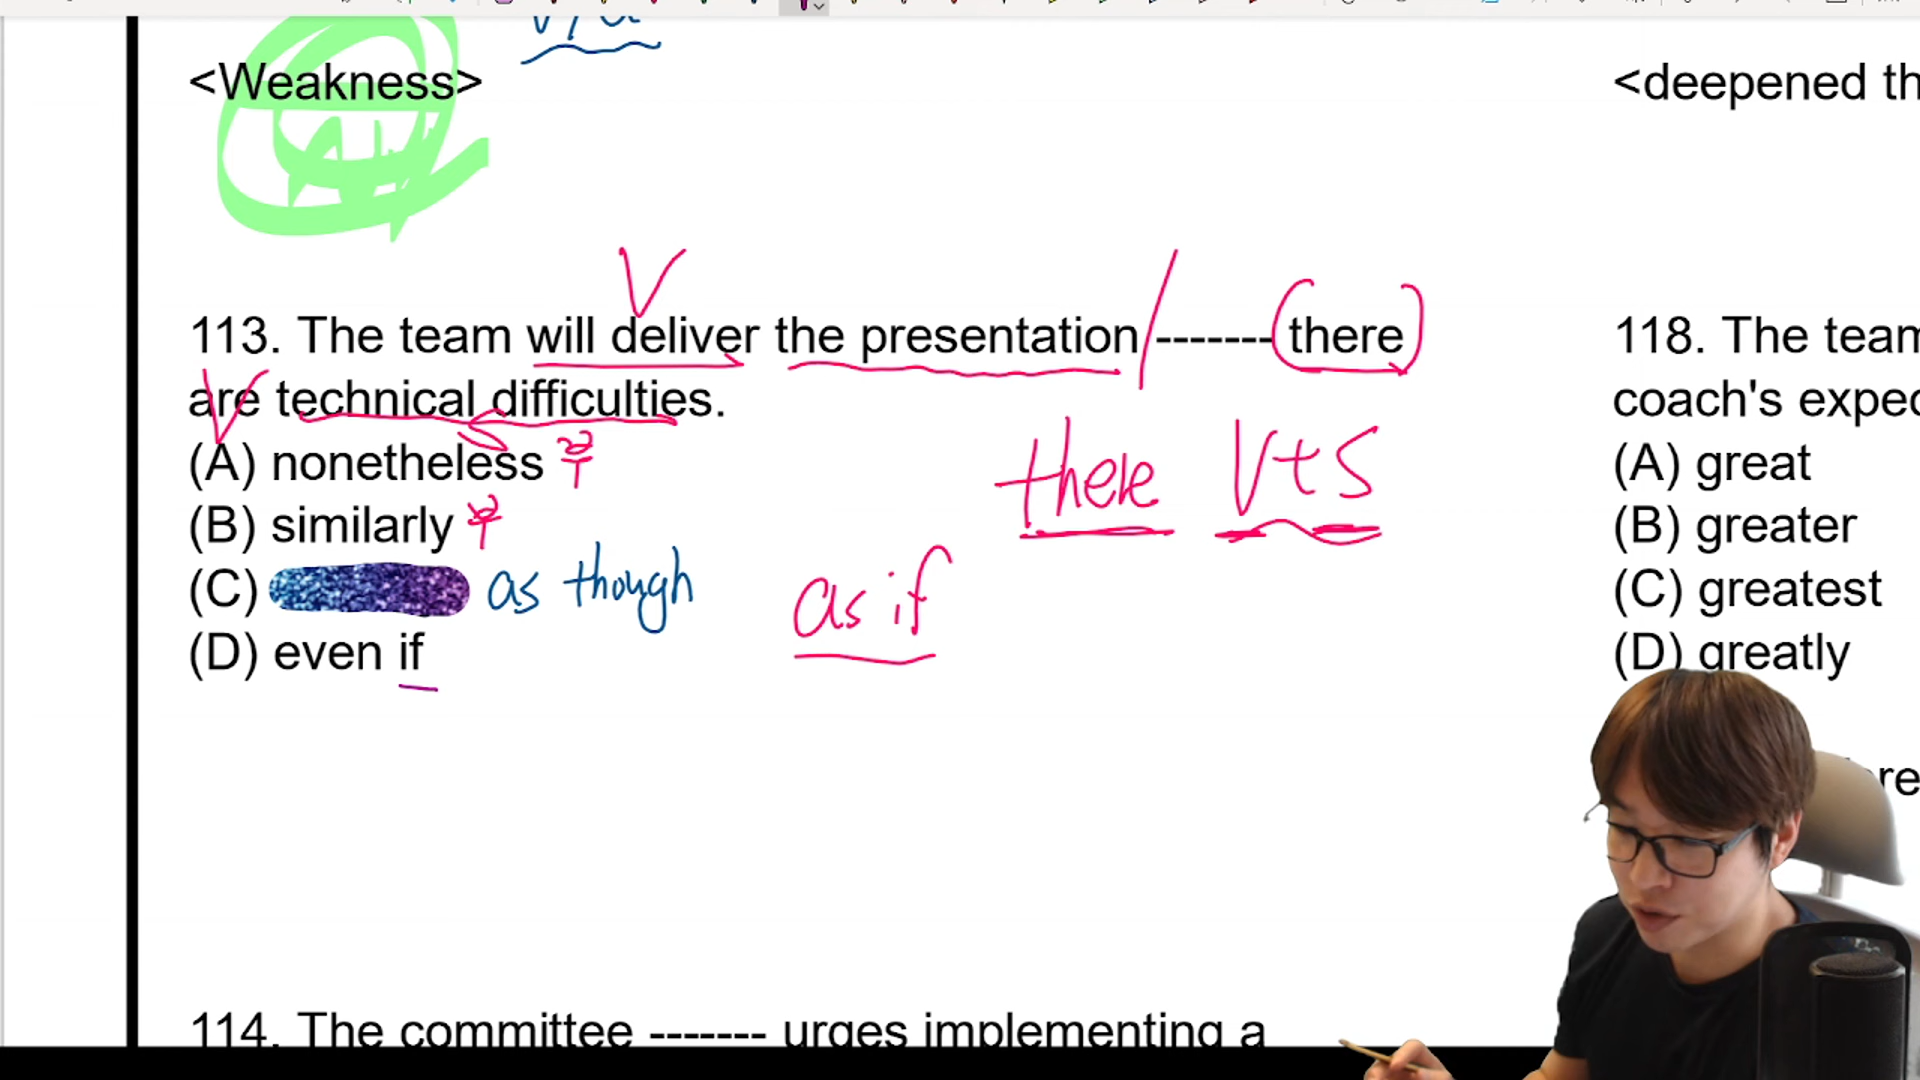 <Weakness>
113. The team will deliver the presentation ------- there
are technical difficulties.
(A) nonetheless 부
(B) similarly 부
(C) as though
(D) even if
V
V
there V+S
as if
114. The committee ------- urges implementing a
<deepened th
118. The team
coach's expec
(A) great
(B) greater
(C) greatest
(D) greatly
re